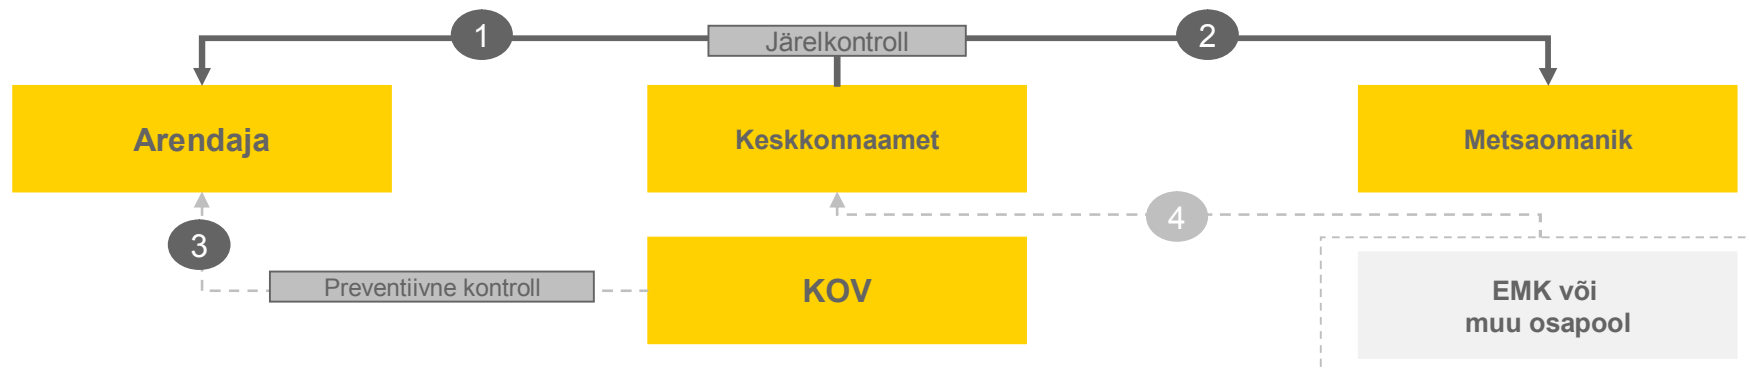 1
Järelkontroll
2
Arendaja
Keskkonnaamet
Metsaomanik
3
4
Preventiivne kontroll
KOV
EMK või
muu osapool